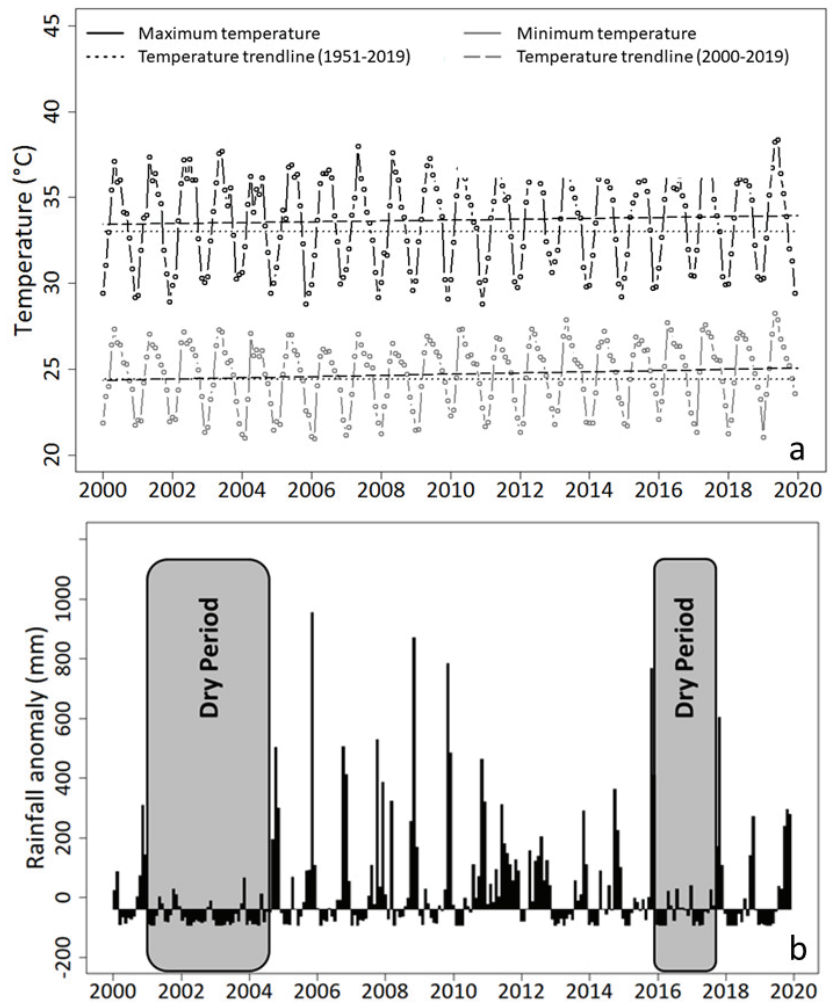 Maximum temperature Minimum temperature
Temperature trendline (1951-2019) Temperature trendline (2000-2019)
Temperature (°C)
45
40
35
30
25
20
a
2000 2002 2004 2006 2008 2010 2012 2014 2016 2018 2020
Rainfall anomaly (mm)
1000
800
600
400
200
0
-200
Dry Period
Dry Period
b
2000 2002 2004 2006 2008 2010 2012 2014 2016 2018 2020